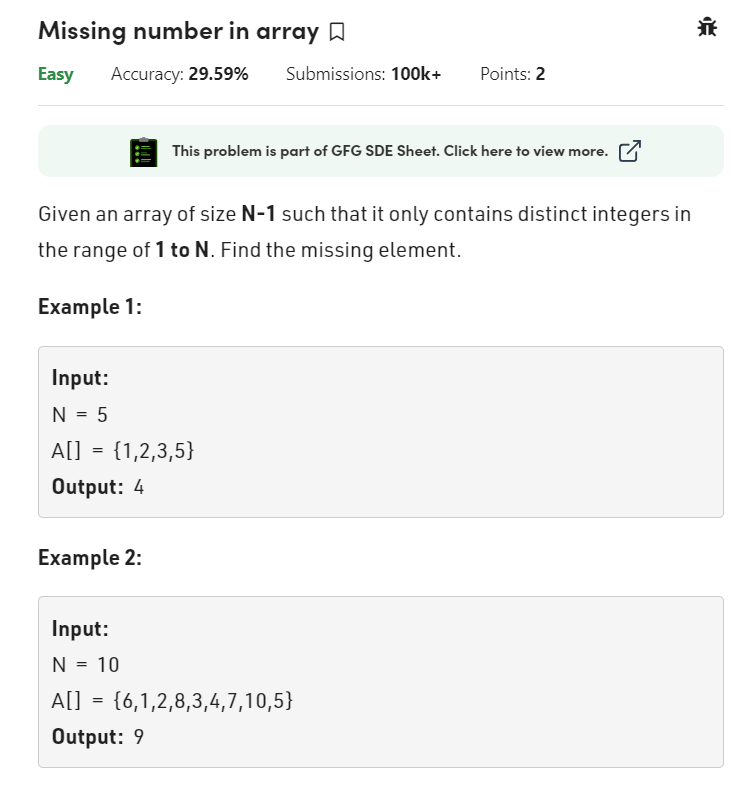 Missing number in array
Easy Accuracy: 29.59% Submissions: 100k+ Points: 2
This problem is part of GFG SDE Sheet. Click here to view more.
Given an array of size N-1 such that it only contains distinct integers in
the range of 1 to N. Find the missing element.
Example 1:
Input:
N = 5
A[] = {1,2,3,5}
Output: 4
Example 2:
Input:
N = 10
A[] = {6,1,2,8,3,4,7,10,5}
Output: 9